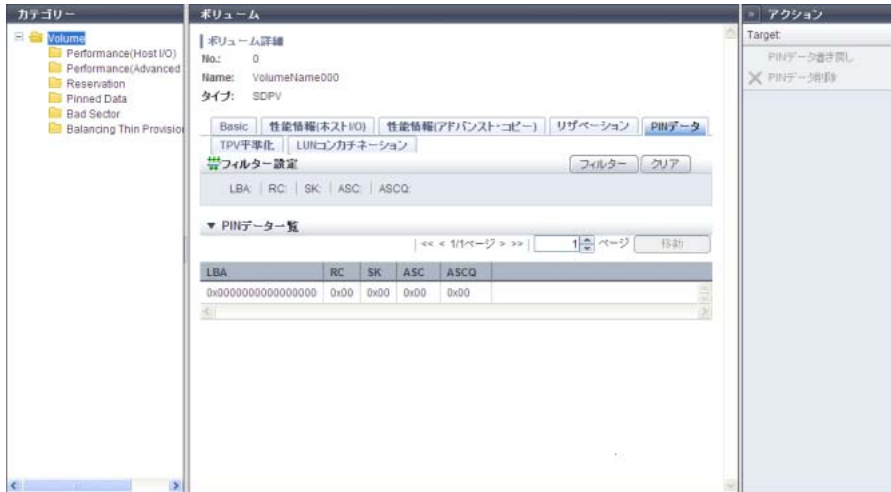 カテゴリー
Volume
Performance(Host I/O)
Performance(Advanced
Reservation
Pinned Data
Bad Sector
Balancing Thin Provision
ボリューム
ボリューム詳細
No.: 0
Name: VolumeName000
タイプ: SDPV
Basic 性能情報(ホストI/O) 性能情報(アドバンスト・コピー) リザベーション PINデータ
TPV平準化 LUNコンカチネーション
フィルター設定 フィルター クリア
LBA: | RC: | SK: | ASC: | ASCQ:
▼ PINデーター覧
| << < 1/1ページ > >> | 1 ページ 移動
LBA RC SK ASC ASCQ
0x0000000000000000 0x00 0x00 0x00 0x00
» アクション
Target:
PINデータ書き戻し
PINデータ削除